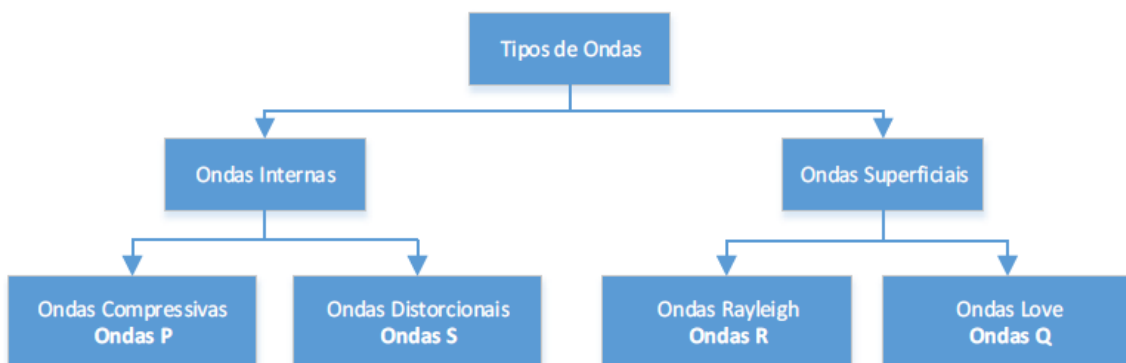 Tipos de Ondas
Ondas Internas
Ondas Superficiais
Ondas Compressivas
Ondas P
Ondas Distorcionais
Ondas S
Ondas Rayleigh
Ondas R
Ondas Love
Ondas Q